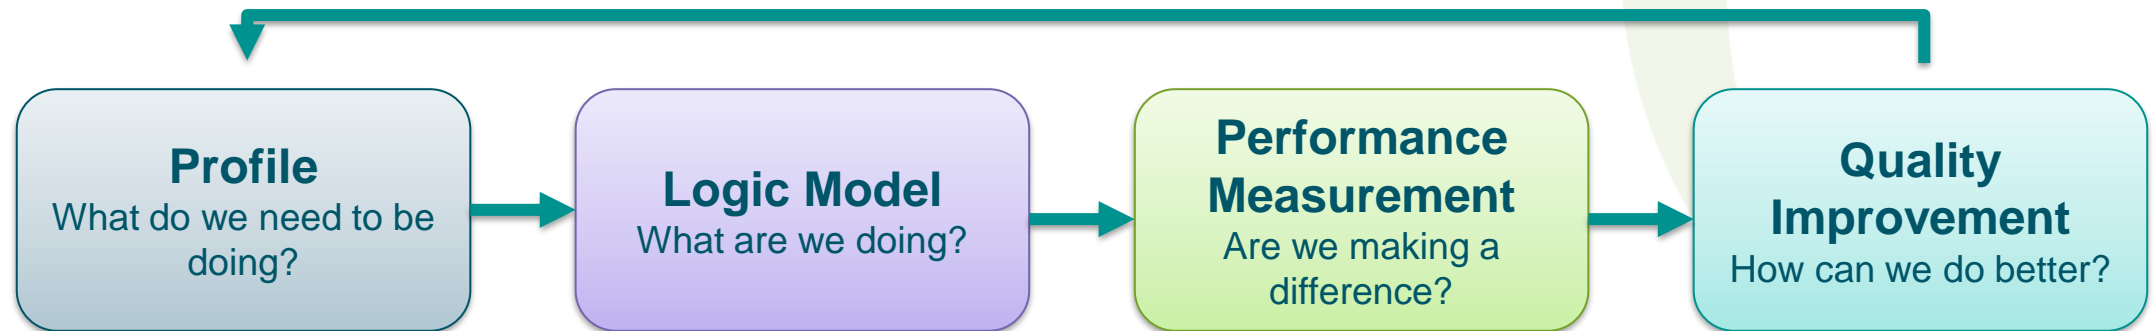 Profile
What do we need to be
doing?
Logic Model
What are we doing?
Performance
Measurement
Are we making a
difference?
Quality
Improvement
How can we do better?